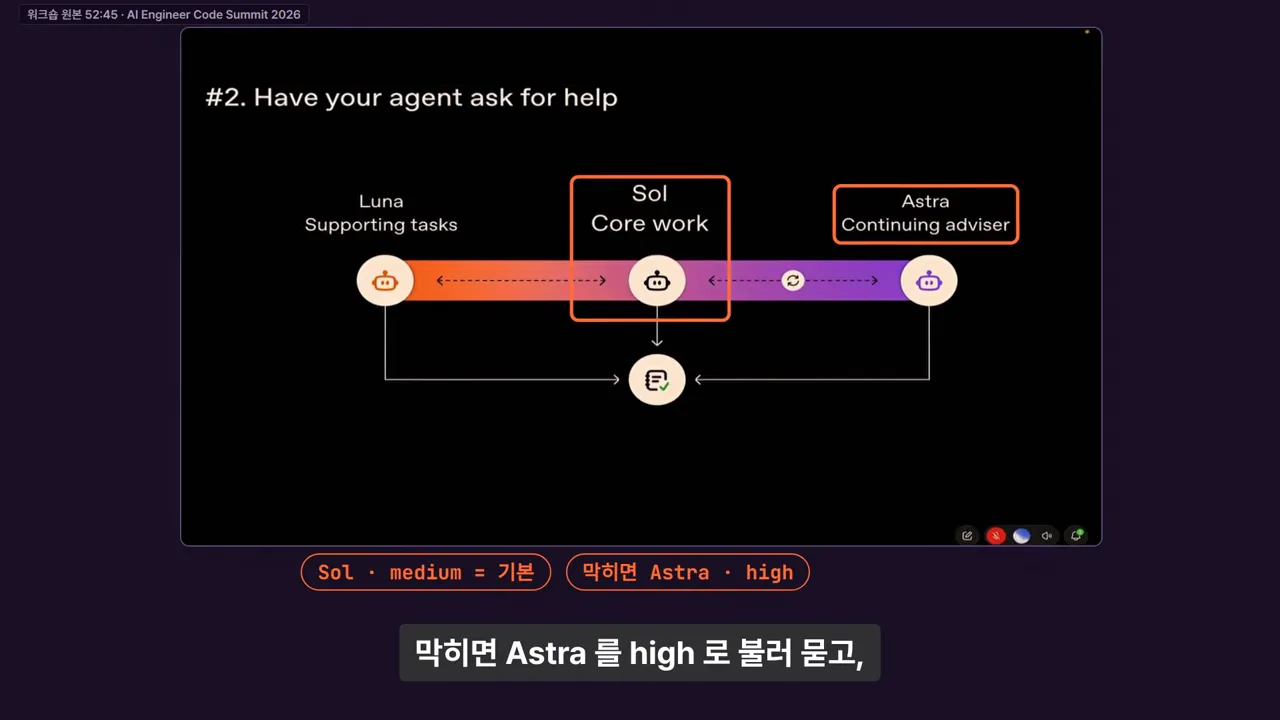 워크숍 원본 52:45 · AI Engineer Code Summit 2026
#2. Have your agent ask for help
Luna
Supporting tasks
Sol
Core work
Astra
Continuing adviser
Sol · medium = 기본
막히면 Astra · high
막히면 Astra 를 high 로 불러 묻고,